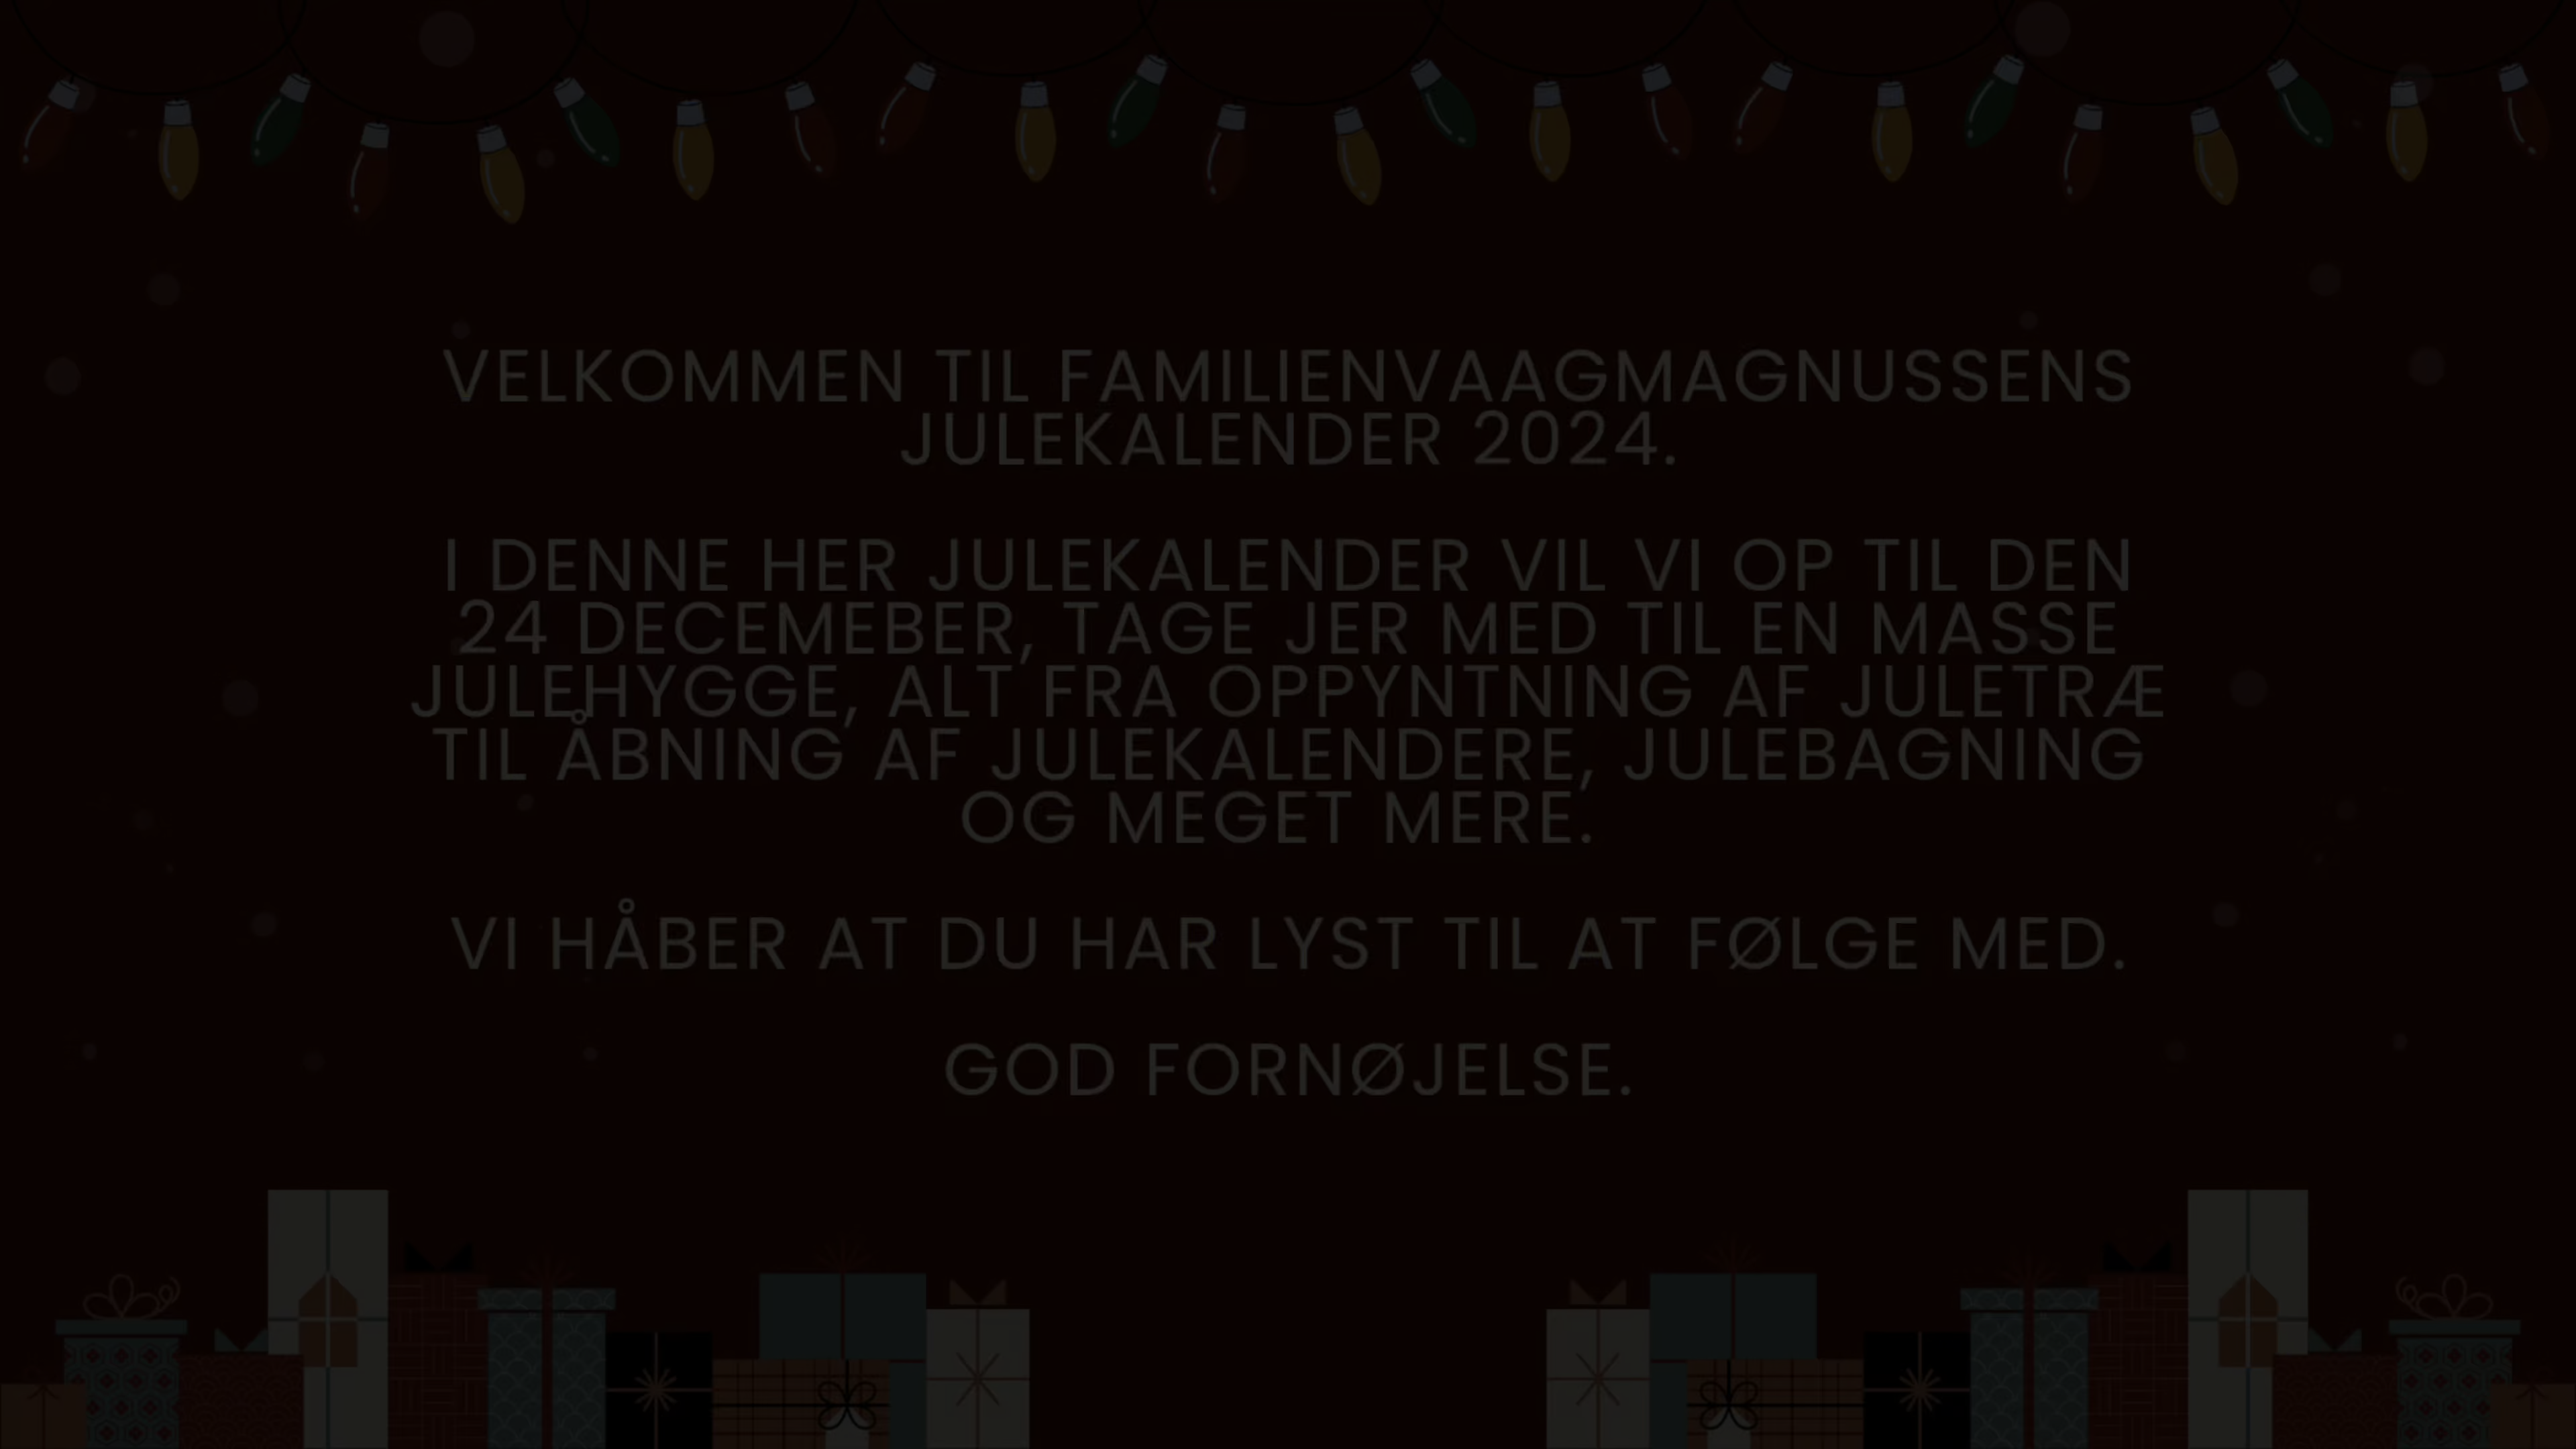 VELKOMMEN TIL FAMILIENVAAGMAGNUSSENS
JULEKALENDER 2024.
I DENNE HER JULEKALENDER VIL VI OP TIL DEN
24 DECEMEBER, TAGE JER MED TIL EN MASSE
JULEHYGGE, ALT FRA OPPYNTNING AF JULETRÆ
TIL ÅBNING AF JULEKALENDERE, JULEBAGNING
OG MEGET MERE.
VI HÅBER AT DU HAR LYST TIL AT FØLGE MED.
GOD FORNØJELSE.